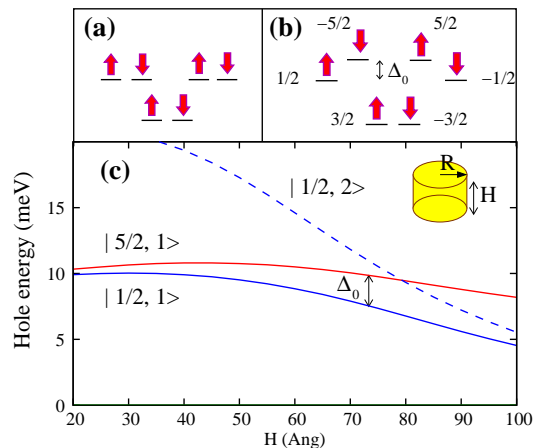 (a)
(b)
−5/2
5/2
1/2
Δ0
−1/2
3/2
−3/2
(c)
| 1/2, 2>
R
H
| 5/2, 1>
| 1/2, 1>
Δ0
Hole energy (meV)
15
10
5
0
20 30 40 50 60 70 80 90 100
H (Ang)